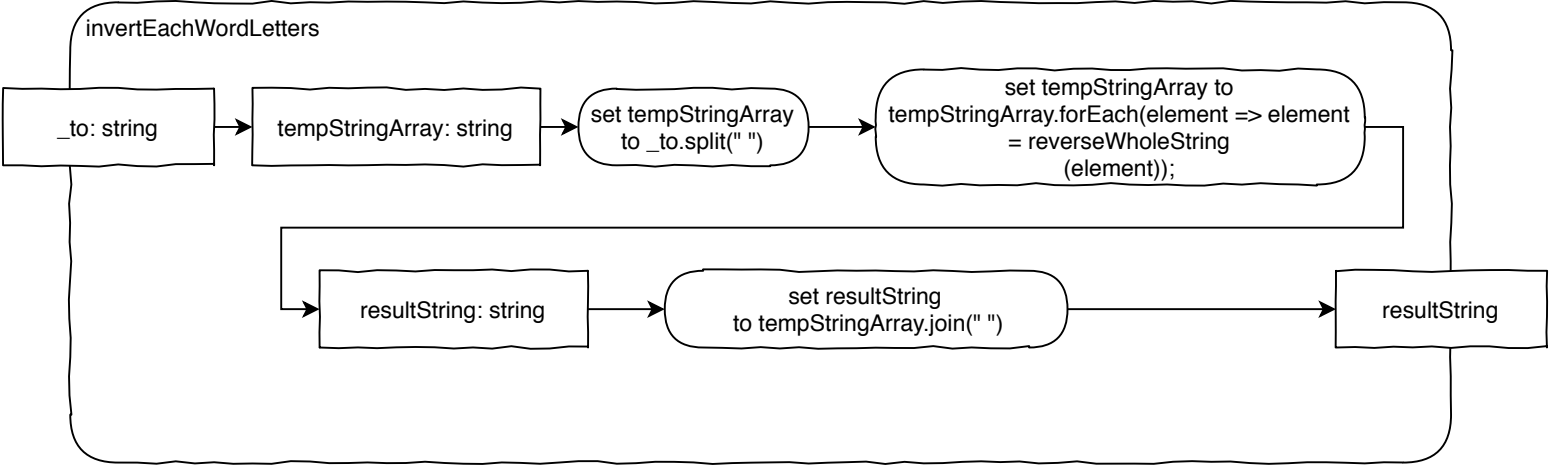 invertEachWordLetters
_to: string
tempStringArray: string
set tempStringArray
to _to.split(" ")
set tempStringArray to
tempStringArray.forEach(element => element
= reverseWholeString
(element));
resultString: string
set resultString
to tempStringArray.join(" ")
resultString